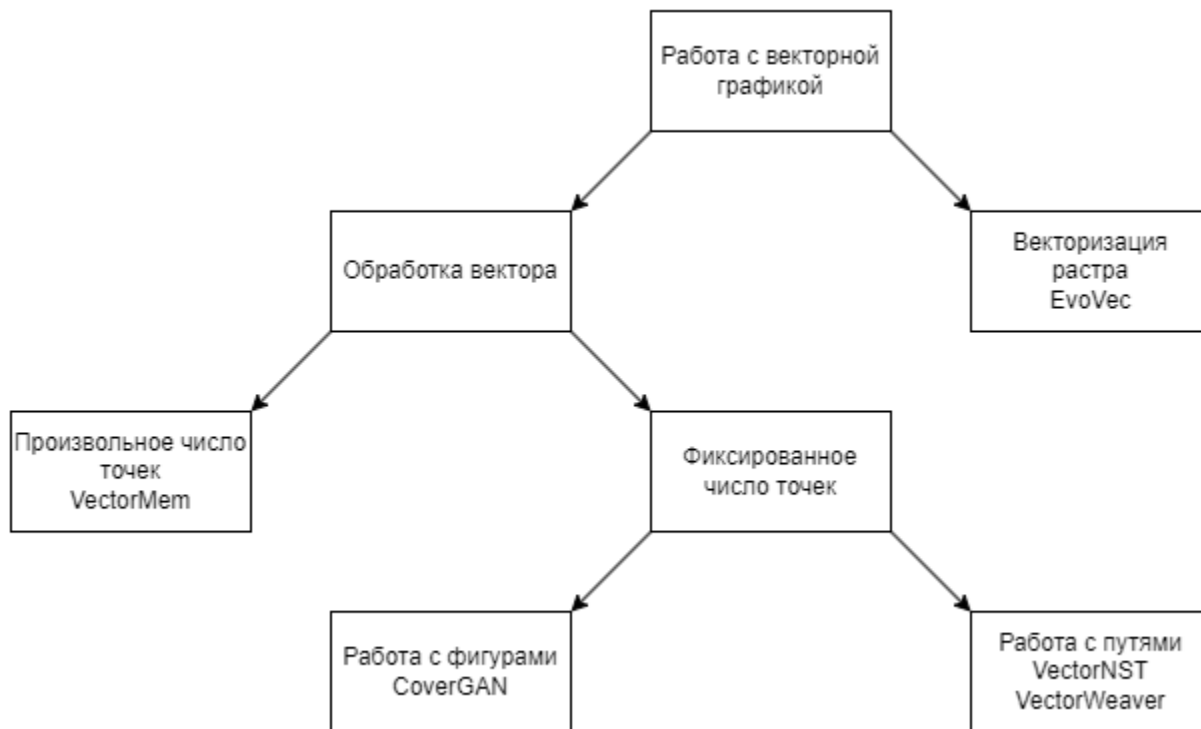 Работа с векторной
графикой
Обработка вектора
Векторизация
растра
EvoVec
Произвольное число
точек
VectorMem
Фиксированное
число точек
Работа с фигурами
CoverGAN
Работа с путями
VectorNST
VectorWeaver